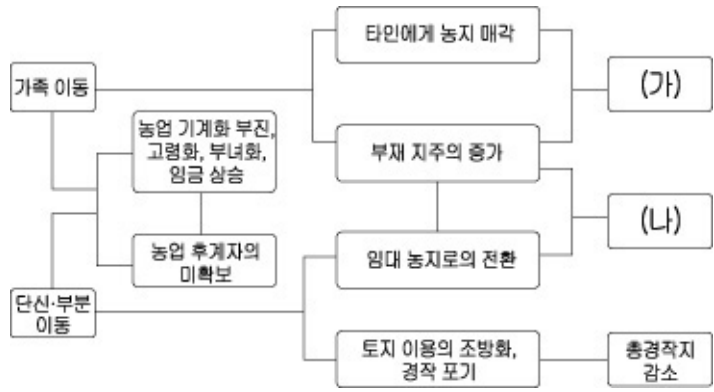 타인에게 농지 매각
가족 이동
(가)
농업 기계화 부진,
고령화, 부녀화,
임금 상승
부재 지주의 증가
(나)
농업 후계자의
미확보
임대 농지로의 전환
단신·부분
이동
토지 이용의 조방화,
경작 포기
총경작지
감소